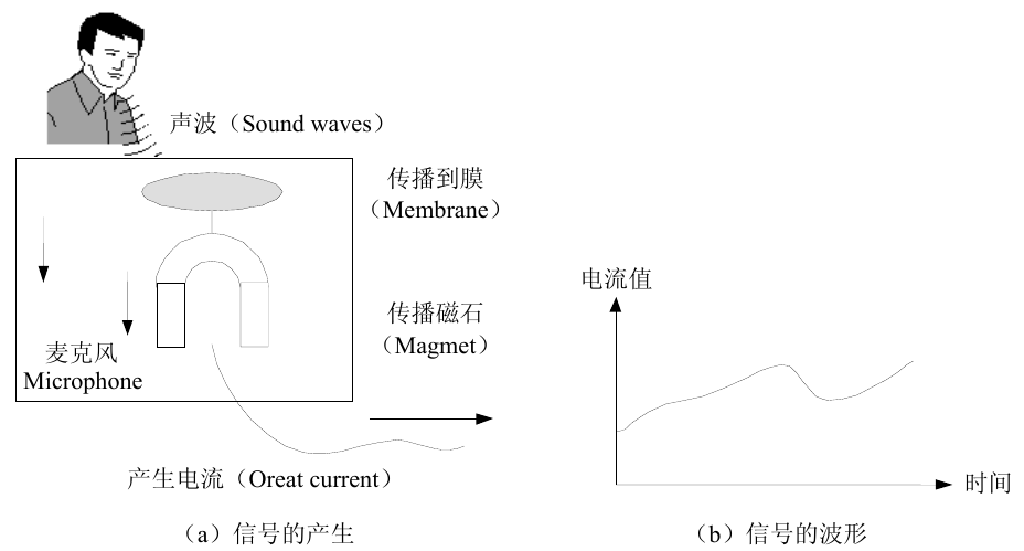 声波（Sound waves）
传播到膜
（Membrane）
传播磁石
（Magmet）
麦克风
Microphone
产生电流（Oreat current）
（a）信号的产生
电流值
时间
（b）信号的波形